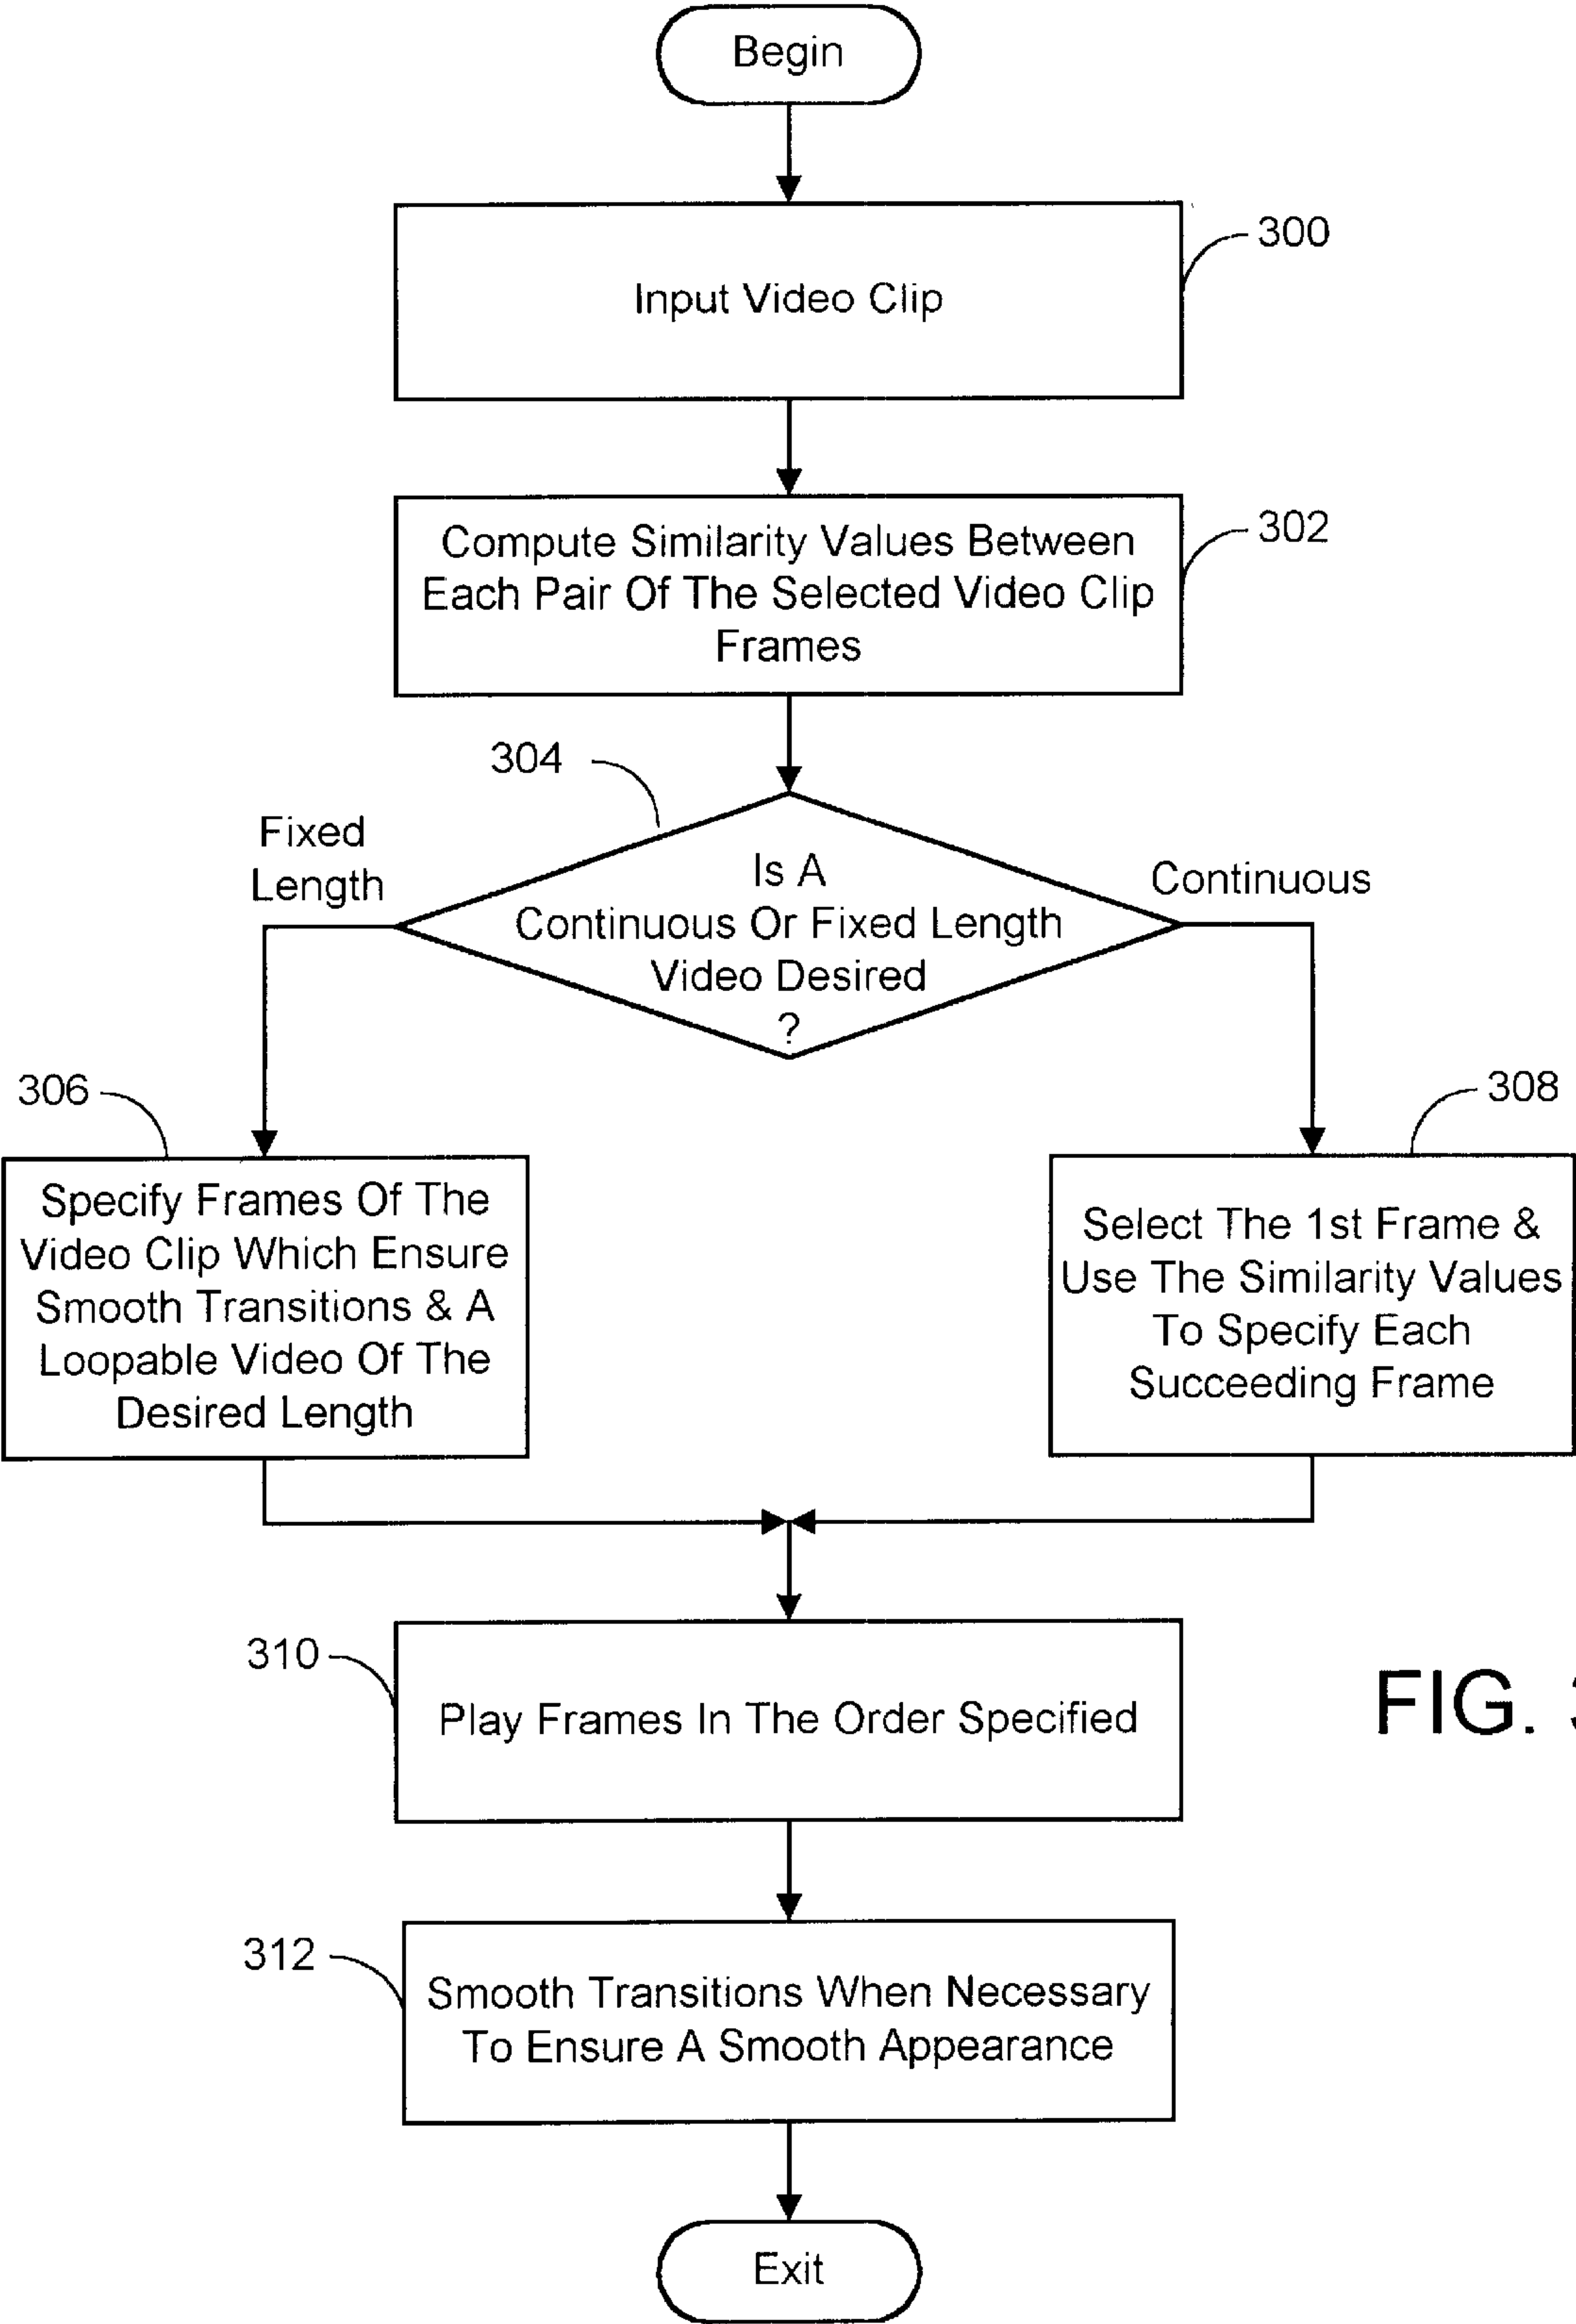 Begin
300
Input Video Clip
302
Compute Similarity Values Between
Each Pair Of The Selected Video Clip
Frames
304
Fixed
Length
Is A
Continuous Or Fixed Length
Video Desired
?
Continuous
306
Specify Frames Of The
Video Clip Which Ensure
Smooth Transitions & A
Loopable Video Of The
Desired Length
308
Select The 1st Frame &
Use The Similarity Values
To Specify Each
Succeeding Frame
310
Play Frames In The Order Specified
FIG.
312
Smooth Transitions When Necessary
To Ensure A Smooth Appearance
Exit